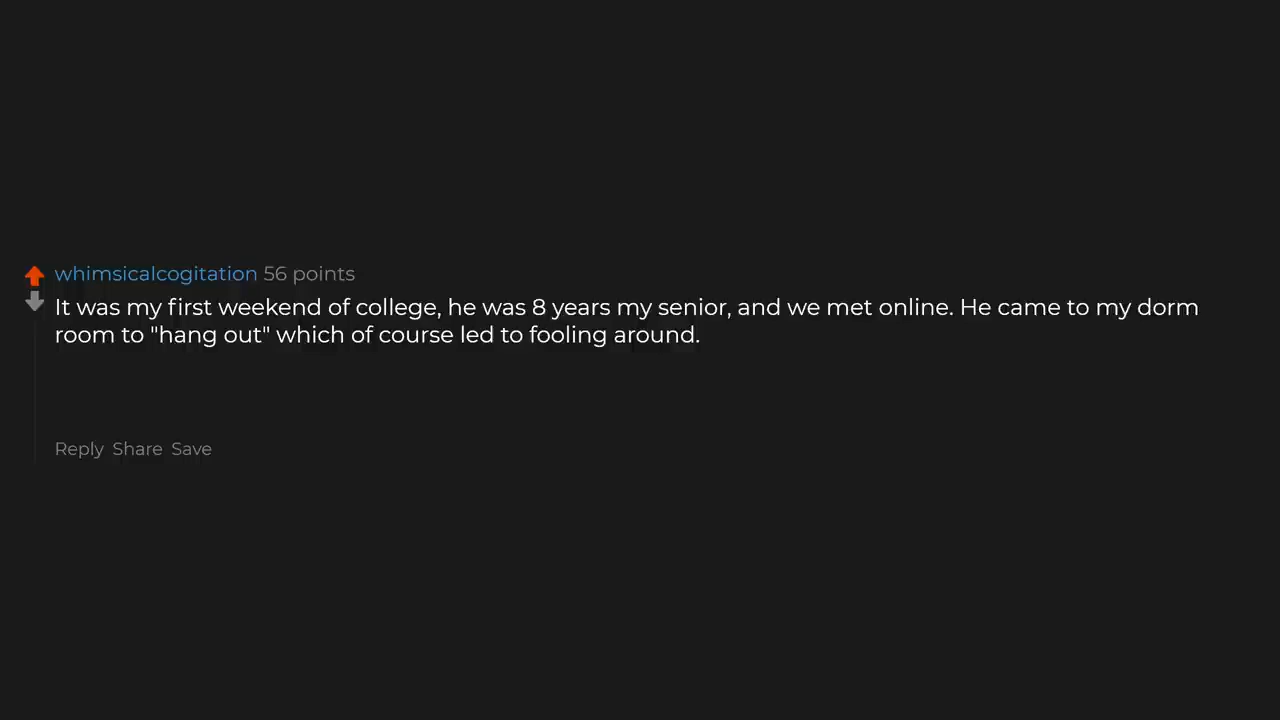 whimsicalcogitation 56 points
It was my first weekend of college, he was 8 years my senior, and we met online. He came to my dorm
room to "hang out" which of course led to fooling around.
Reply Share Save